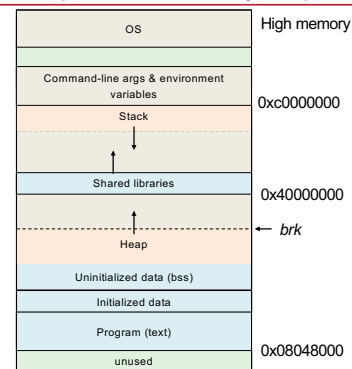 OS
High memory
Command-line args & environment
variables
0xc0000000
Stack
Shared libraries
0x40000000
brk
Heap
Uninitialized data (bss)
Initialized data
Program (text)
0x08048000
unused